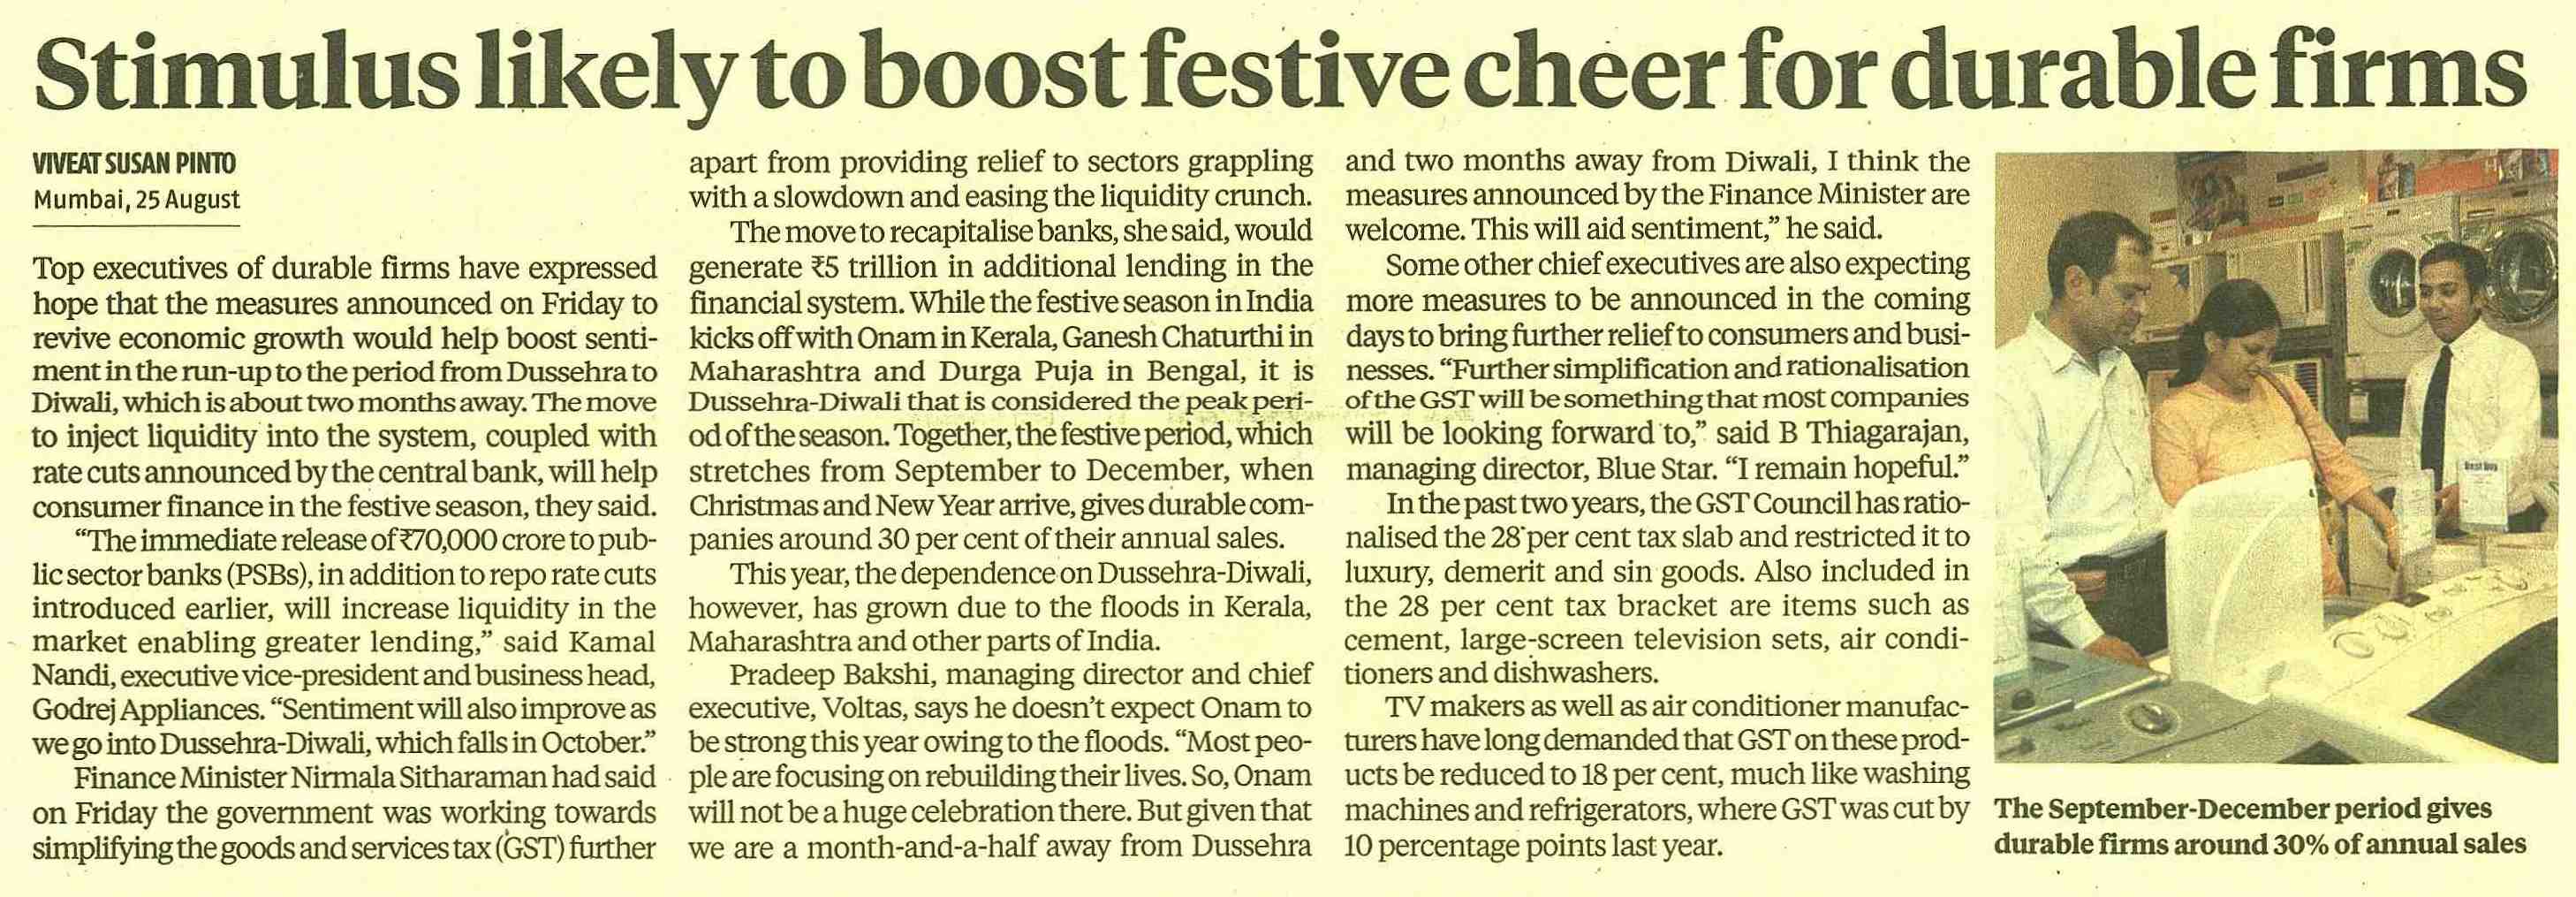 Stimulus likely to boost festive cheer for durable firms
VIVEAT SUSAN PINTO
Mumbai, 25 August
Top executives of durable firms have expressed
hope that the measures announced on Friday to
revive economic growth would help boost senti-
ment in the run-up to the period from Dussehra to
Diwali, which is about two months away. The move
to inject liquidity into the system, coupled with
rate cuts announced by the central bank, will help
consumer finance in the festive season, they said.
“The immediate release of ₹70,000 crore to pub-
lic sector banks (PSBs), in addition to repo rate cuts
introduced earlier, will increase liquidity in the
market enabling greater lending,” said Kamal
Nandi, executive vice-president and business head,
Godrej Appliances. “Sentiment will also improve as
we go into Dussehra-Diwali, which falls in October.”
Finance Minister Nirmala Sitharaman had said
on Friday the government was working towards
simplifying the goods and services tax (GST) further
apart from providing relief to sectors grappling
with a slowdown and easing the liquidity crunch.
The move to recapitalise banks, she said, would
generate ₹5 trillion in additional lending in the
financial system. While the festive season in India
kicks off with Onam in Kerala, Ganesh Chaturthi in
Maharashtra and Durga Puja in Bengal, it is
Dussehra-Diwali that is considered the peak peri-
od of the season. Together, the festive period, which
stretches from September to December, when
Christmas and New Year arrive, gives durable com-
panies around 30 per cent of their annual sales.
This year, the dependence on Dussehra-Diwali,
however, has grown due to the floods in Kerala,
Maharashtra and other parts of India.
Pradeep Bakshi, managing director and chief
executive, Voltas, says he doesn’t expect Onam to
be strong this year owing to the floods. “Most peo-
ple are focusing on rebuilding their lives. So, Onam
will not be a huge celebration there. But given that
we are a month-and-a-half away from Dussehra
and two months away from Diwali, I think the
measures announced by the Finance Minister are
welcome. This will aid sentiment,” he said.
Some other chief executives are also expecting
more measures to be announced in the coming
days to bring further relief to consumers and busi-
nesses. “Further simplification and rationalisation
of the GST will be something that most companies
will be looking forward to,” said B Thiagarajan,
managing director, Blue Star. “I remain hopeful.”
In the past two years, the GST Council has ratio-
nalised the 28 per cent tax slab and restricted it to
luxury, demerit and sin goods. Also included in
the 28 per cent tax bracket are items such as
cement, large-screen television sets, air condi-
tioners and dishwashers.
TV makers as well as air conditioner manufac-
turers have long demanded that GST on these prod-
ucts be reduced to 18 per cent, much like washing
machines and refrigerators, where GST was cut by
10 percentage points last year.
Best Buy
The September-December period gives
durable firms around 30% of annual sales